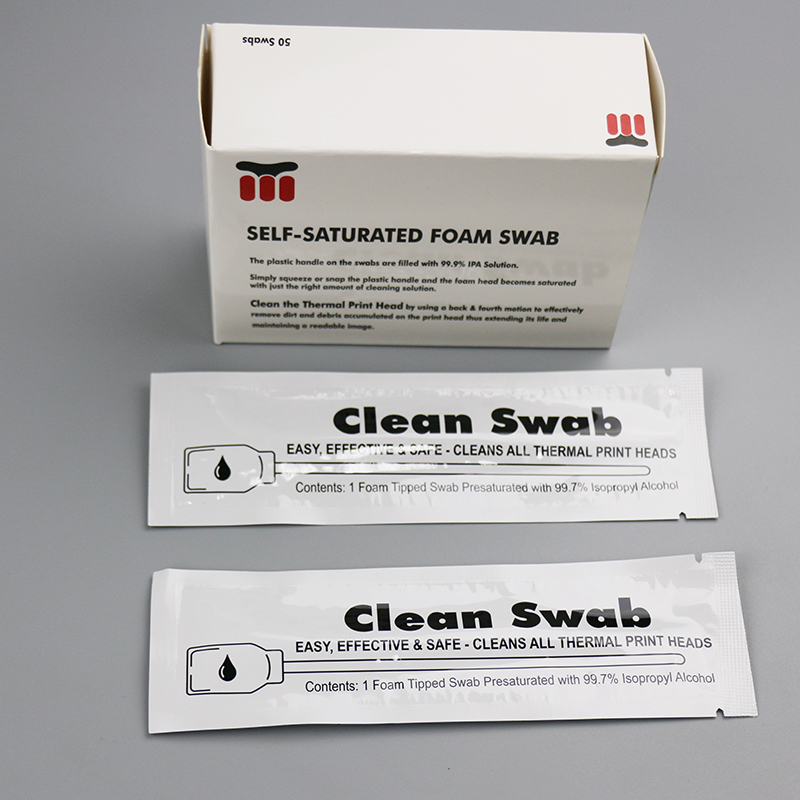 50 Swabs
SELF-SATURATED FOAM SWAB
The plastic handle on the swabs are filled with 99.9% IPA Solution.
Simply squeeze or snap the plastic handle and the foam head becomes saturated
with just the right amount of cleaning solution.
Clean the Thermal Print Head by using a back & fourth motion to effectively
remove dirt and debris accumulated on the print head thus extending its life and
maintaining a readable image.
Clean Swab
EASY, EFFECTIVE & SAFE - CLEANS ALL THERMAL PRINT HEADS
Contents: 1 Foam Tipped Swab Presaturated with 99.7% Isopropyl Alcohol
Clean Swab
EASY, EFFECTIVE & SAFE - CLEANS ALL THERMAL PRINT HEADS
Contents: 1 Foam Tipped Swab Presaturated with 99.7% Isopropyl Alcohol